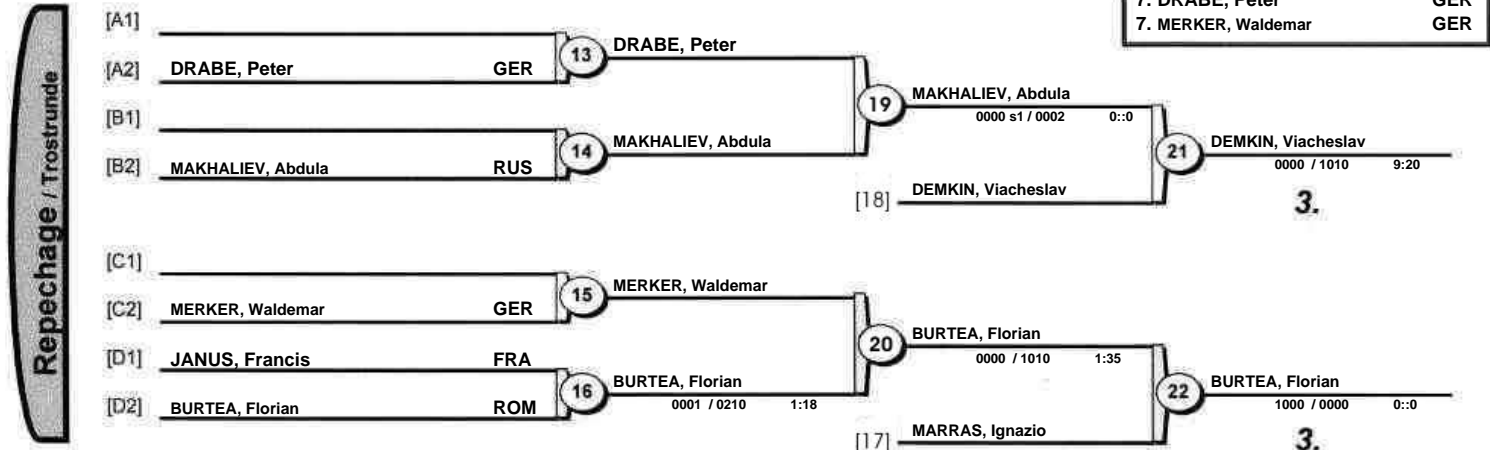 7. DRABE, Peter GER
7. MERKER, Waldemar GER
Repechage / Trostrunde
[A1]
[A2] DRABE, Peter GER
13 DRABE, Peter
[B1]
[B2] MAKHALIEV, Abdula RUS
14 MAKHALIEV, Abdula
19 MAKHALIEV, Abdula
0000 s1 / 0002 0::0
[18] DEMKIN, Viacheslav
21 DEMKIN, Viacheslav
0000 / 1010 9:20
3.
[C1]
[C2] MERKER, Waldemar GER
15 MERKER, Waldemar
[D1] JANUS, Francis FRA
[D2] BURTEA, Florian ROM
16 BURTEA, Florian
0001 / 0210 1:18
20 BURTEA, Florian
0000 / 1010 1:35
[17] MARRAS, Ignazio
22 BURTEA, Florian
1000 / 0000 0::0
3.